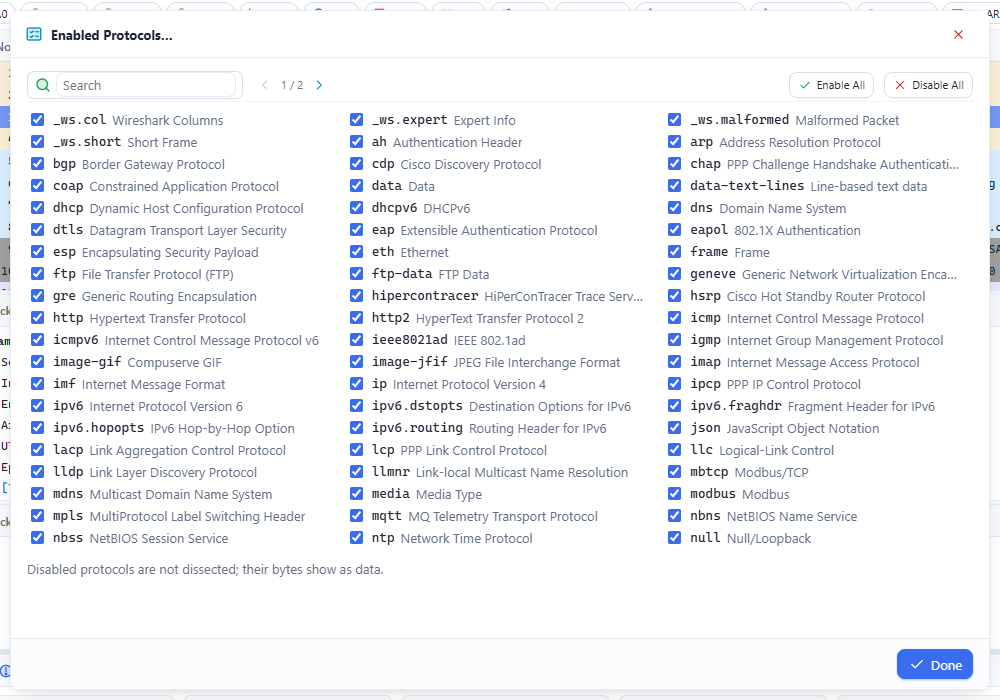 Enabled Protocols...
Search
1 / 2
Enable All
Disable All
_ws.col Wireshark Columns
_ws.expert Expert Info
_ws.malformed Malformed Packet
_ws.short Short Frame
ah Authentication Header
arp Address Resolution Protocol
bgp Border Gateway Protocol
cdp Cisco Discovery Protocol
chap PPP Challenge Handshake Authenticati...
coap Constrained Application Protocol
data Data
data-text-lines Line-based text data
dhcp Dynamic Host Configuration Protocol
dhcpv6 DHCPv6
dns Domain Name System
dtls Datagram Transport Layer Security
eap Extensible Authentication Protocol
eapol 802.1X Authentication
esp Encapsulating Security Payload
eth Ethernet
frame Frame
ftp File Transfer Protocol (FTP)
ftp-data FTP Data
geneve Generic Network Virtualization Enca...
gre Generic Routing Encapsulation
hipercontracer HiPerConTracer Trace Serv...
hsrp Cisco Hot Standby Router Protocol
http Hypertext Transfer Protocol
http2 HyperText Transfer Protocol 2
icmp Internet Control Message Protocol
icmpv6 Internet Control Message Protocol v6
ieee8021ad IEEE 802.1ad
igmp Internet Group Management Protocol
image-gif Compuserve GIF
image-jfif JPEG File Interchange Format
imap Internet Message Access Protocol
imf Internet Message Format
ip Internet Protocol Version 4
ipcp PPP IP Control Protocol
ipv6 Internet Protocol Version 6
ipv6.dstopts Destination Options for IPv6
ipv6.fraghdr Fragment Header for IPv6
ipv6.hopopts IPv6 Hop-by-Hop Option
ipv6.routing Routing Header for IPv6
json JavaScript Object Notation
lacp Link Aggregation Control Protocol
lcp PPP Link Control Protocol
llc Logical-Link Control
lldp Link Layer Discovery Protocol
llmnr Link-local Multicast Name Resolution
mbtcp Modbus/TCP
mdns Multicast Domain Name System
media Media Type
modbus Modbus
mpls MultiProtocol Label Switching Header
mqtt MQ Telemetry Transport Protocol
nbns NetBIOS Name Service
nbss NetBIOS Session Service
ntp Network Time Protocol
null Null/Loopback
Disabled protocols are not dissected; their bytes show as data.
Done